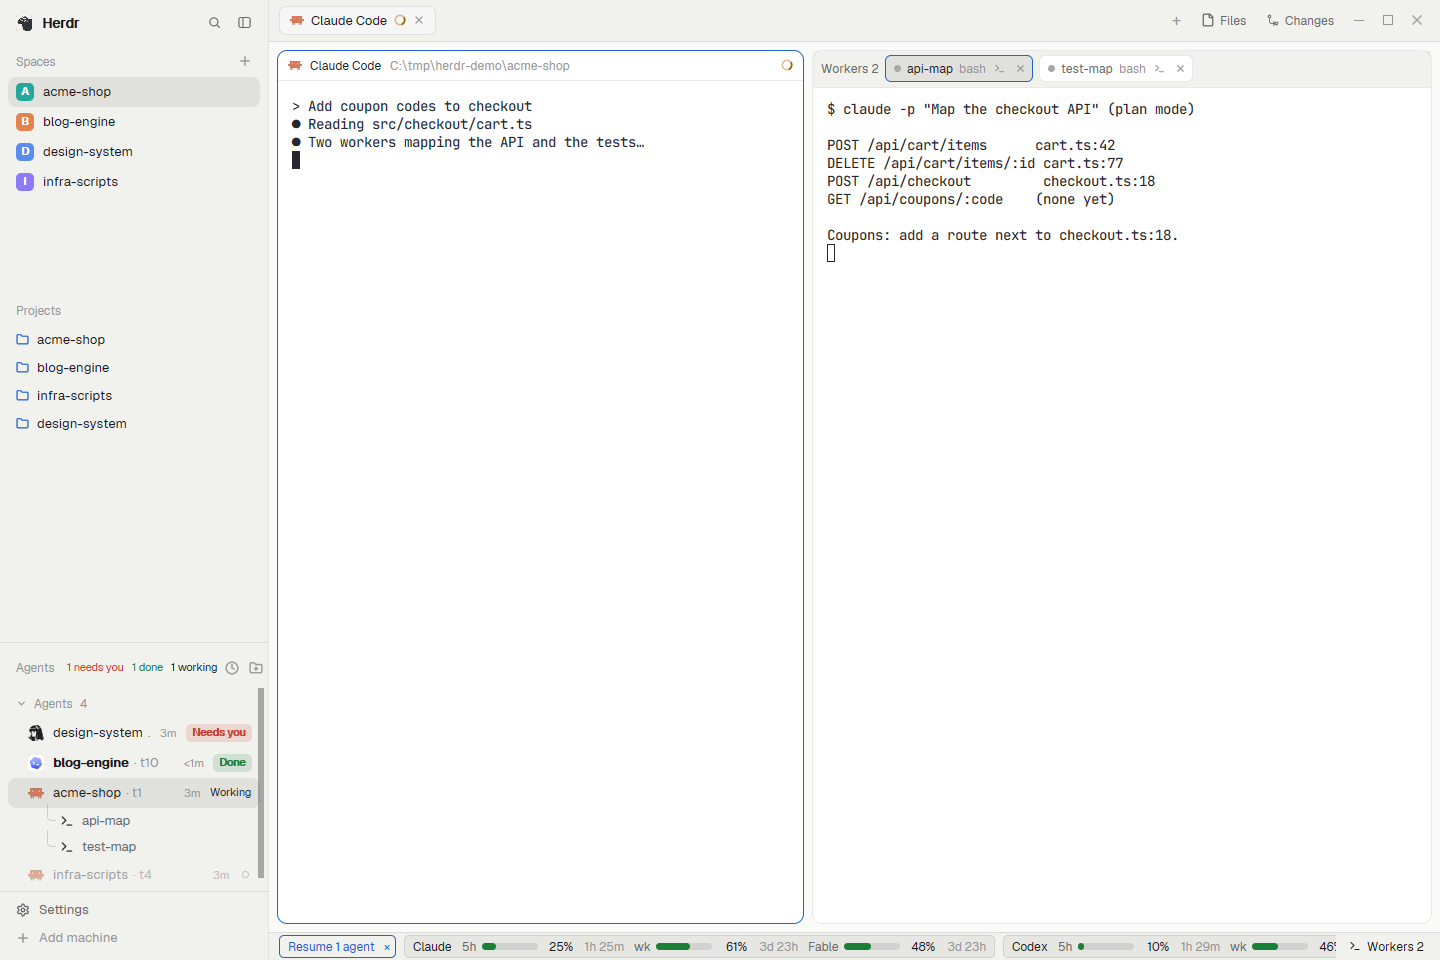 Herdr
Spaces
A acme-shop
B blog-engine
D design-system
I infra-scripts
Projects
acme-shop
blog-engine
infra-scripts
design-system
Agents 1 needs you 1 done 1 working
Agents 4
design-system . 3m Needs you
blog-engine · t10 <1m Done
acme-shop · t1 3m Working
api-map
test-map
infra-scripts · t4 3m
Settings
Add machine
Claude Code
Files
Changes
Claude Code C:\tmp\herdr-demo\acme-shop
> Add coupon codes to checkout
● Reading src/checkout/cart.ts
● Two workers mapping the API and the tests…
Workers 2 api-map bash test-map bash
$ claude -p "Map the checkout API" (plan mode)
POST /api/cart/items cart.ts:42
DELETE /api/cart/items/:id cart.ts:77
POST /api/checkout checkout.ts:18
GET /api/coupons/:code (none yet)
Coupons: add a route next to checkout.ts:18.
Resume 1 agent ×
Claude 5h 25% 1h 25m wk 61% 3d 23h Fable 48% 3d 23h
Codex 5h 10% 1h 29m wk 46%
Workers 2